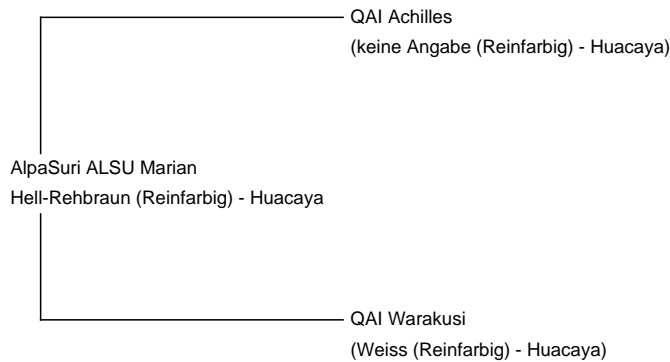 QAI Achilles
(keine Angabe (Reinfarbig) - Huacaya)
AlpaSuri ALSU Marian
Hell-Rehbraun (Reinfarbig) - Huacaya
QAI Warakusi
(Weiss (Reinfarbig) - Huacaya)